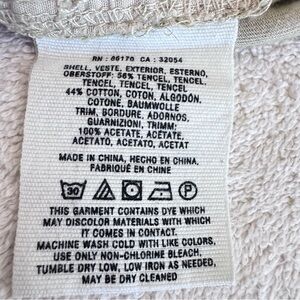 RN : 86170 CA : 32054
SHELL, VESTE, EXTERIOR, ESTERNO,
OBERSTOFF: 56% TENCEL, TENCEL,
TENCEL, TENCEL, TENCEL
44% COTTON, COTON, ALGODÓN,
COTONE, BAUMWOLLE
TRIM, BORDURE, ADORNOS,
GUARNIZIONI, TRIMM:
100% ACETATE, ACÉTATE,
ACETATO, ACETATO, ACETAT
MADE IN CHINA, HECHO EN CHINA,
FABRIQUÉ EN CHINE
30 P
THIS GARMENT CONTAINS DYE WHICH
MAY DISCOLOR MATERIALS WITH WHICH
IT COMES IN CONTACT.
MACHINE WASH COLD WITH LIKE COLORS,
USE ONLY NON-CHLORINE BLEACH,
TUMBLE DRY LOW, LOW IRON AS NEEDED,
MAY BE DRY CLEANED